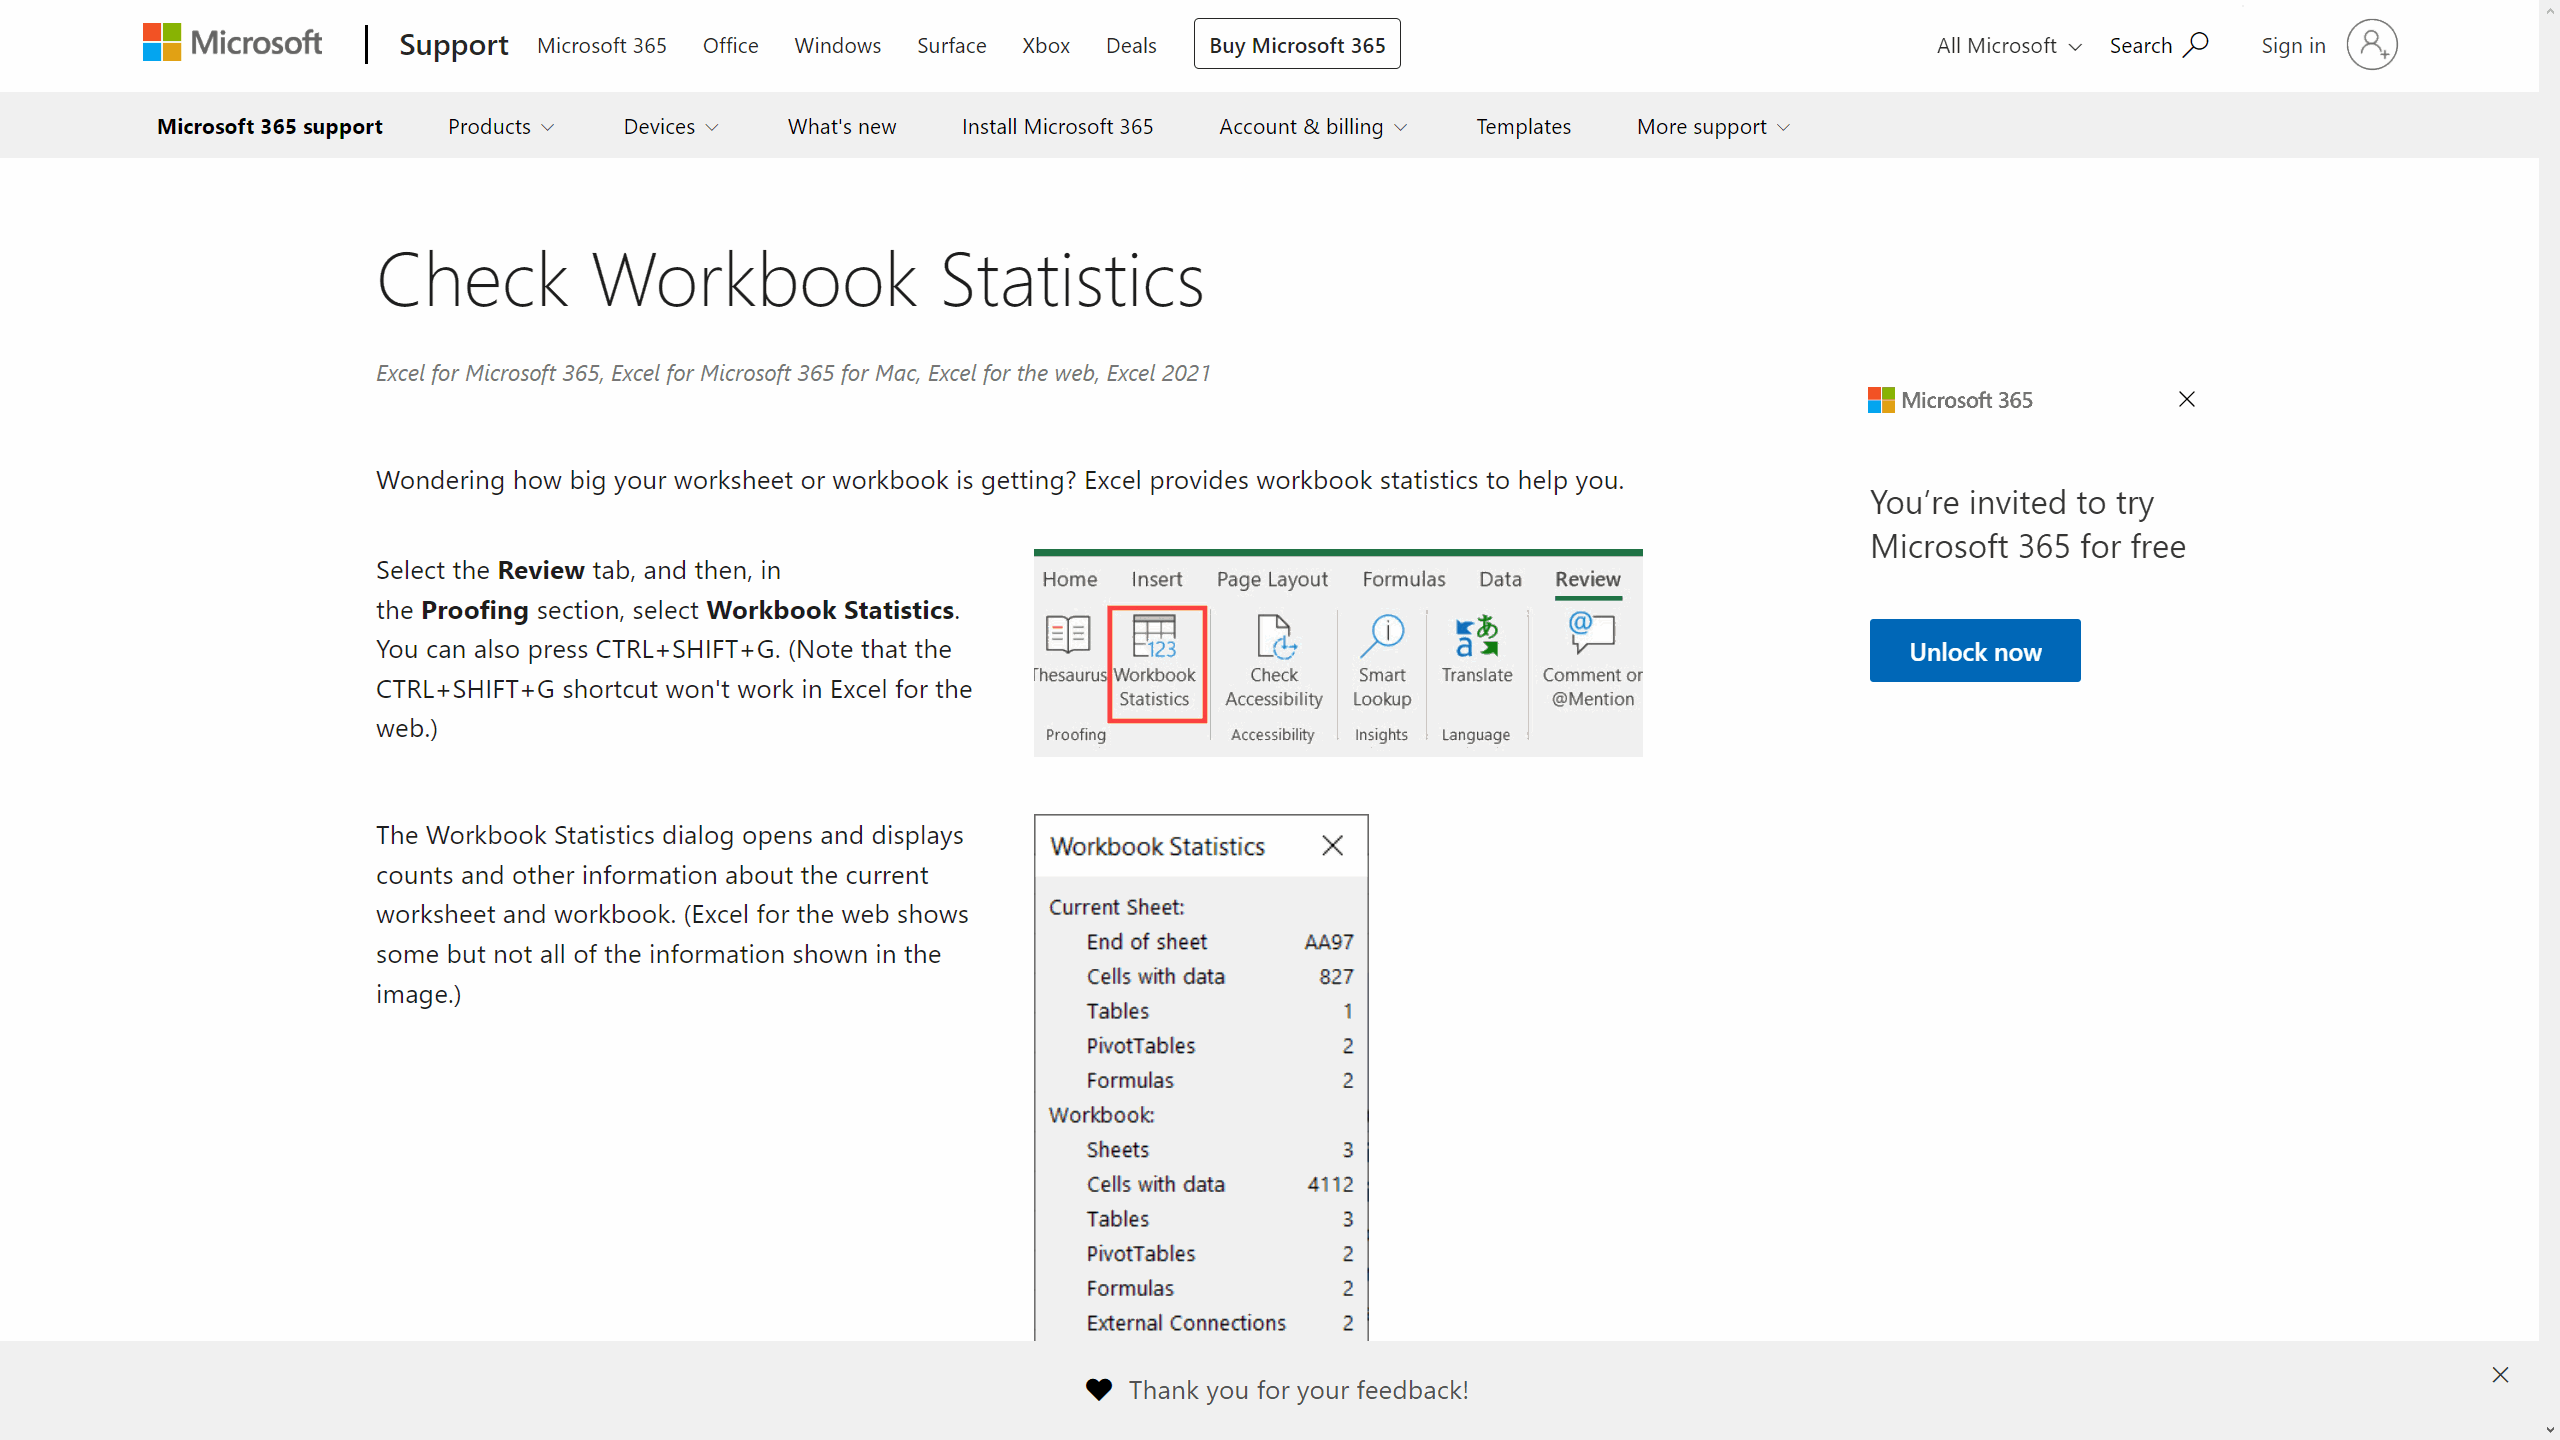 Microsoft
Support
Microsoft 365
Office
Windows
Surface
Xbox
Deals
Buy Microsoft 365
All Microsoft
Search
Sign in
Microsoft 365 support
Products
Devices
What's new
Install Microsoft 365
Account & billing
Templates
More support
Check Workbook Statistics
Excel for Microsoft 365, Excel for Microsoft 365 for Mac, Excel for the web, Excel 2021
Wondering how big your worksheet or workbook is getting? Excel provides workbook statistics to help you.
Select the Review tab, and then, in
the Proofing section, select Workbook Statistics.
You can also press CTRL+SHIFT+G. (Note that the
CTRL+SHIFT+G shortcut won't work in Excel for the
web.)
Home Insert Page Layout Formulas Data Review
Thesaurus
Workbook
Statistics
Check
Accessibility
Smart
Lookup
Translate
Comment or
@Mention
Proofing
Accessibility
Insights
Language
The Workbook Statistics dialog opens and displays
counts and other information about the current
worksheet and workbook. (Excel for the web shows
some but not all of the information shown in the
image.)
Workbook Statistics
Current Sheet:
End of sheet AA97
Cells with data 827
Tables 1
PivotTables 2
Formulas 2
Workbook:
Sheets 3
Cells with data 4112
Tables 3
PivotTables 2
Formulas 2
External Connections 2
Microsoft 365
You’re invited to try
Microsoft 365 for free
Unlock now
Thank you for your feedback!